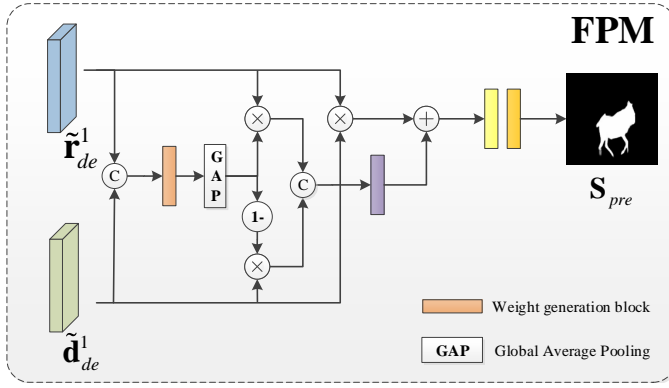 FPM
r̃¹de
C
G
A
P
×
×
+
C
1-
×
S pre
d̃¹de
Weight generation block
GAP Global Average Pooling